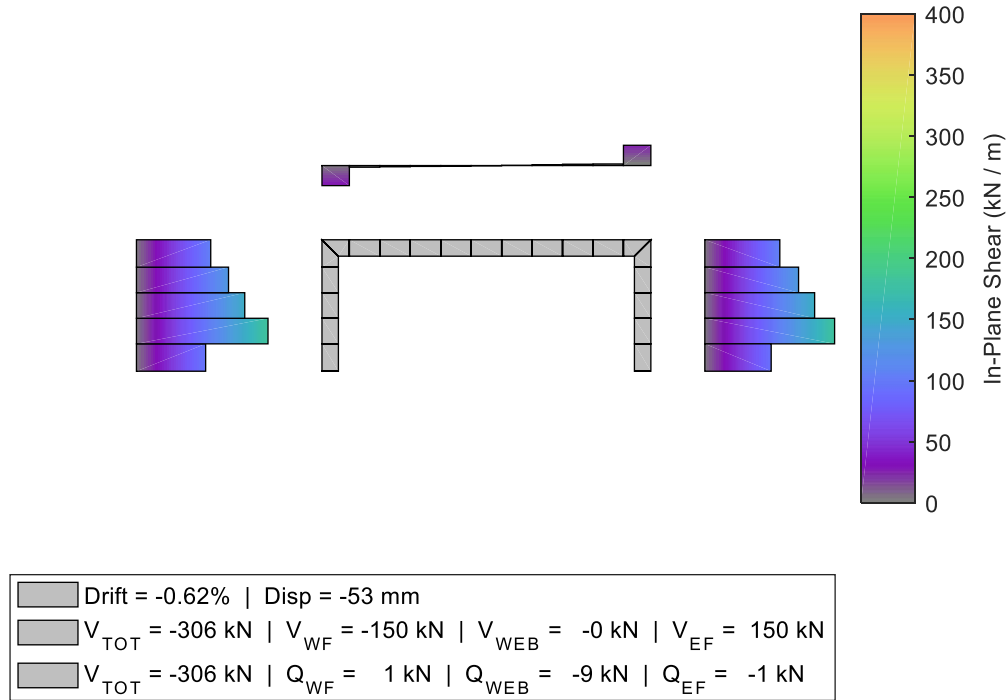 400
350
300
250
200
150
100
50
0
In-Plane Shear (kN / m)
Drift = -0.62% | Disp = -53 mm
V_TOT = -306 kN | V_WF = -150 kN | V_WEB = -0 kN | V_EF = 150 kN
V_TOT = -306 kN | Q_WF = 1 kN | Q_WEB = -9 kN | Q_EF = -1 kN